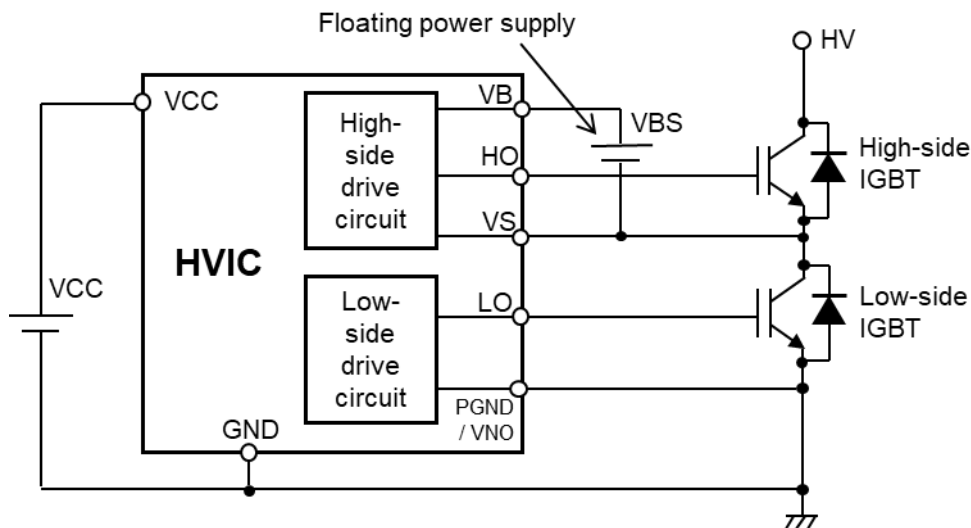 Floating power supply
HV
VCC
VB
VBS
High-
side
drive
circuit
HO
High-side
IGBT
VS
HVIC
VCC
Low-
side
drive
circuit
LO
Low-side
IGBT
PGND
/ VNO
GND